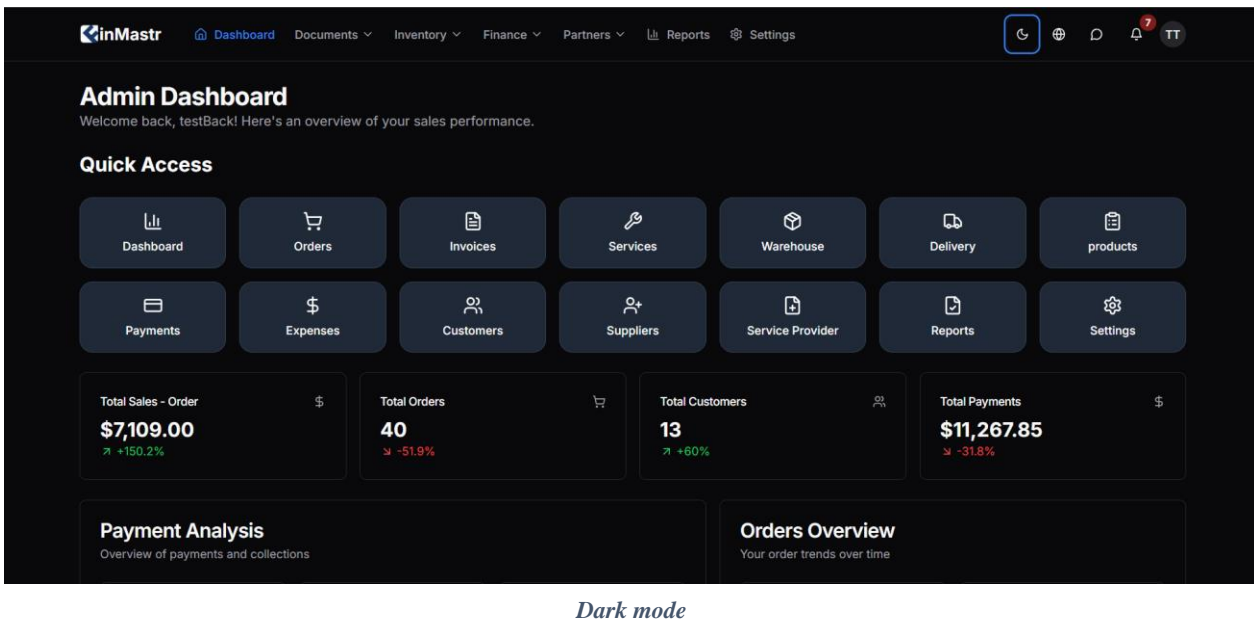 inMastr Dashboard Documents Inventory Finance Partners Reports Settings 7 TT
Admin Dashboard
Welcome back, testBack! Here's an overview of your sales performance.
Quick Access
Dashboard Orders Invoices Services Warehouse Delivery products
Payments Expenses Customers Suppliers Service Provider Reports Settings
Total Sales - Order $ Total Orders Total Customers Total Payments $
$7,109.00 40 13 $11,267.85
+150.2% -51.9% +60% -31.8%
Payment Analysis Orders Overview
Overview of payments and collections Your order trends over time
Dark mode